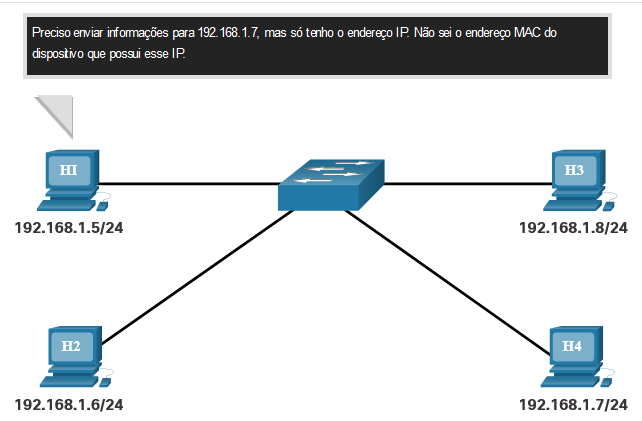 Preciso enviar informações para 192.168.1.7, mas só tenho o endereço IP. Não sei o endereço MAC do
dispositivo que possui esse IP.
H1
H3
192.168.1.5/24
192.168.1.8/24
H2
H4
192.168.1.6/24
192.168.1.7/24